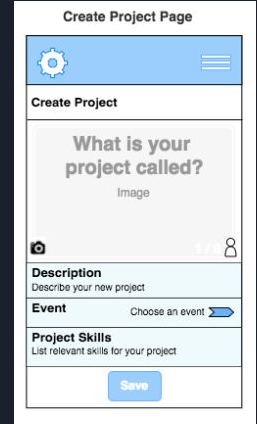 Create Project Page
Create Project
What is your
project called?
Image
Description
Describe your new project
Event
Choose an event
Project Skills
List relevant skills for your project
Save